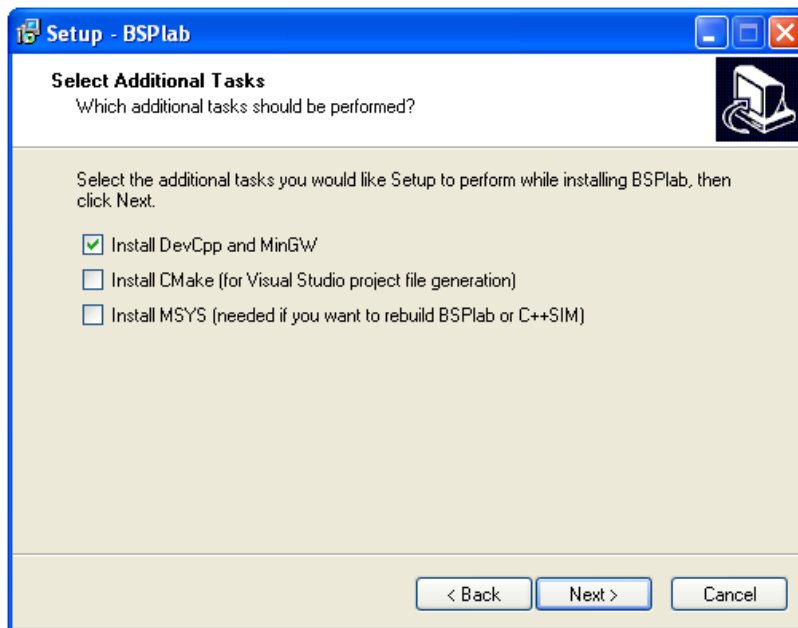 Setup - BSPlab
Select Additional Tasks
Which additional tasks should be performed?
Select the additional tasks you would like Setup to perform while installing BSPlab, then
click Next.
Install DevCpp and MinGW
Install CMake (for Visual Studio project file generation)
Install MSYS (needed if you want to rebuild BSPlab or C++SIM)
< Back
Next >
Cancel